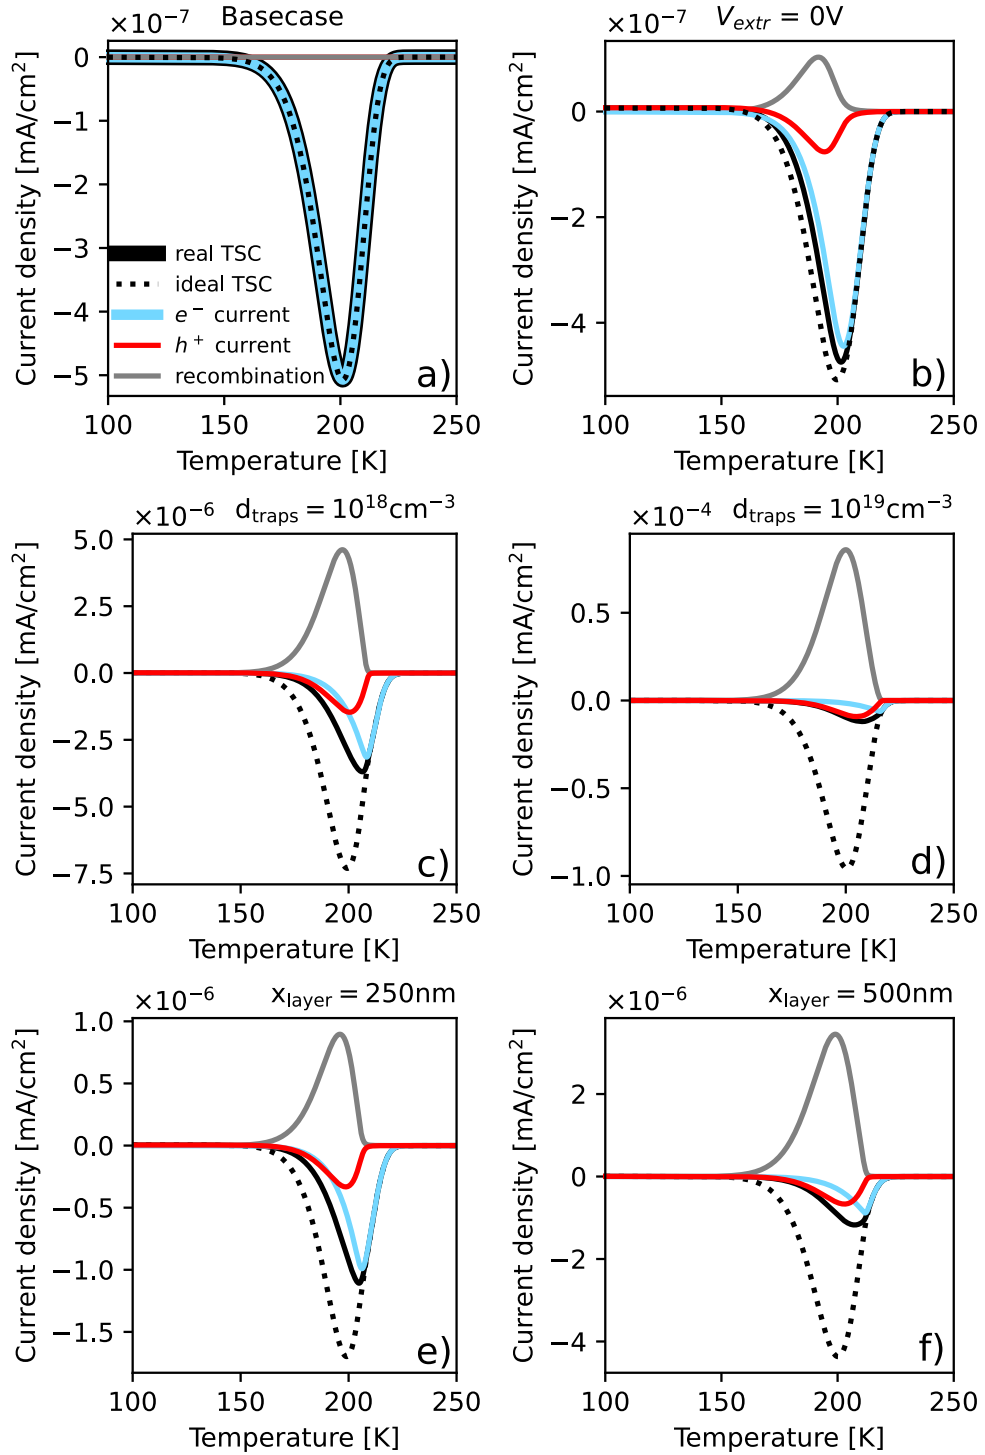 ×10⁻⁷ Basecase
Current density [mA/cm²]
0
−1
−2
−3
−4
−5
real TSC
ideal TSC
e⁻ current
h⁺ current
recombination
a)
100 150 200 250
Temperature [K]
×10⁻⁷ V_extr = 0V
Current density [mA/cm²]
0
−2
−4
b)
100 150 200 250
Temperature [K]
×10⁻⁶ d_traps = 10¹⁸cm⁻³
Current density [mA/cm²]
5.0
2.5
0.0
−2.5
−5.0
−7.5
c)
100 150 200 250
Temperature [K]
×10⁻⁴ d_traps = 10¹⁹cm⁻³
Current density [mA/cm²]
0.5
0.0
−0.5
−1.0
d)
100 150 200 250
Temperature [K]
×10⁻⁶ x_layer = 250nm
Current density [mA/cm²]
1.0
0.5
0.0
−0.5
−1.0
−1.5
e)
100 150 200 250
Temperature [K]
×10⁻⁶ x_layer = 500nm
Current density [mA/cm²]
2
0
−2
−4
f)
100 150 200 250
Temperature [K]